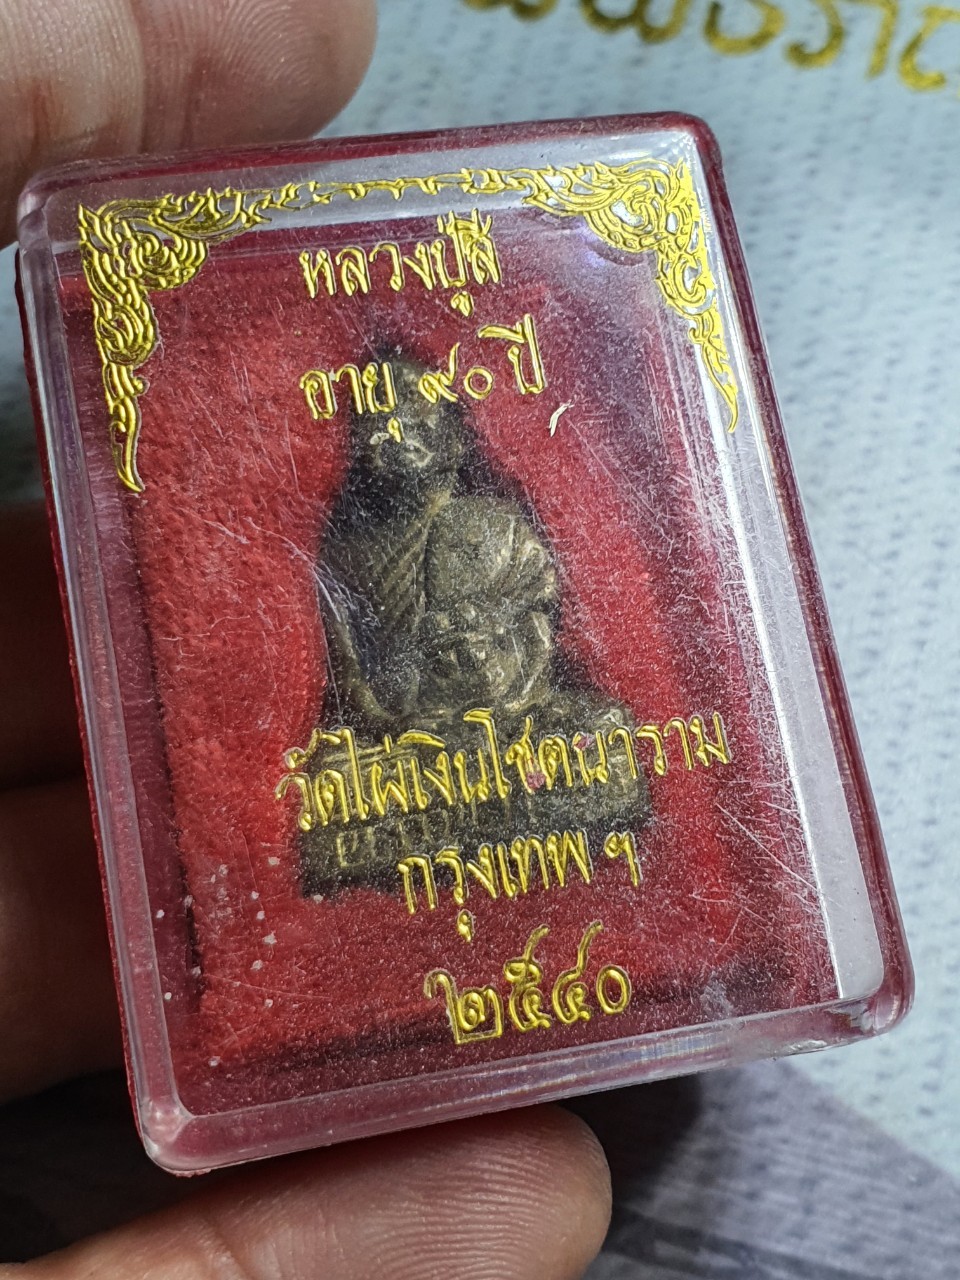 หลวงปู่สี
อายุ ๙๐ ปี
วัดไผ่เงินโชตนาราม
กรุงเทพ ฯ
๒๕๔๐